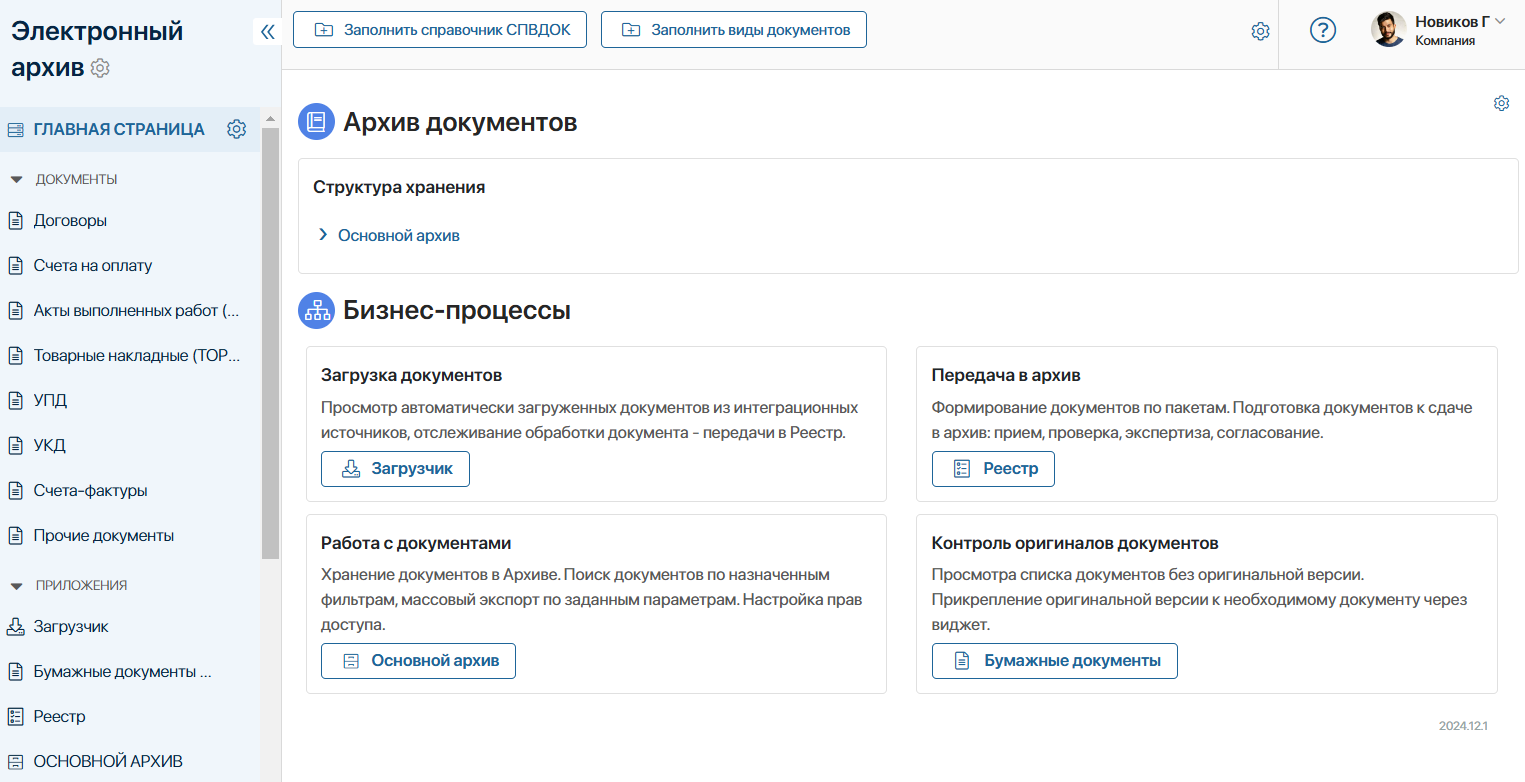 Электронный
архив
ГЛАВНАЯ СТРАНИЦА
ДОКУМЕНТЫ
Договоры
Счета на оплату
Акты выполненных работ (...
Товарные накладные (ТОР...
УПД
УКД
Счета-фактуры
Прочие документы
ПРИЛОЖЕНИЯ
Загрузчик
Бумажные документы ...
Реестр
ОСНОВНОЙ АРХИВ
Заполнить справочник СПВДОК
Заполнить виды документов
Новиков Г
Компания
Архив документов
Структура хранения
Основной архив
Бизнес-процессы
Загрузка документов
Просмотр автоматически загруженных документов из интеграционных
источников, отслеживание обработки документа - передачи в Реестр.
Загрузчик
Передача в архив
Формирование документов по пакетам. Подготовка документов к сдаче
в архив: прием, проверка, экспертиза, согласование.
Реестр
Работа с документами
Хранение документов в Архиве. Поиск документов по назначенным
фильтрам, массовый экспорт по заданным параметрам. Настройка прав
доступа.
Основной архив
Контроль оригиналов документов
Просмотра списка документов без оригинальной версии.
Прикрепление оригинальной версии к необходимому документу через
виджет.
Бумажные документы
2024.12.1